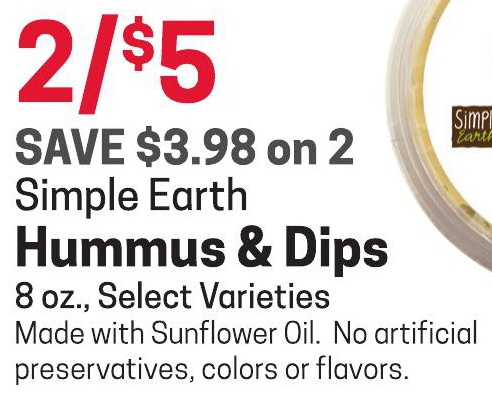 2/$5
SAVE $3.98 on 2
Simple Earth
Hummus & Dips
8 oz., Select Varieties
Made with Sunflower Oil.  No artificial
preservatives, colors or flavors.
Earth